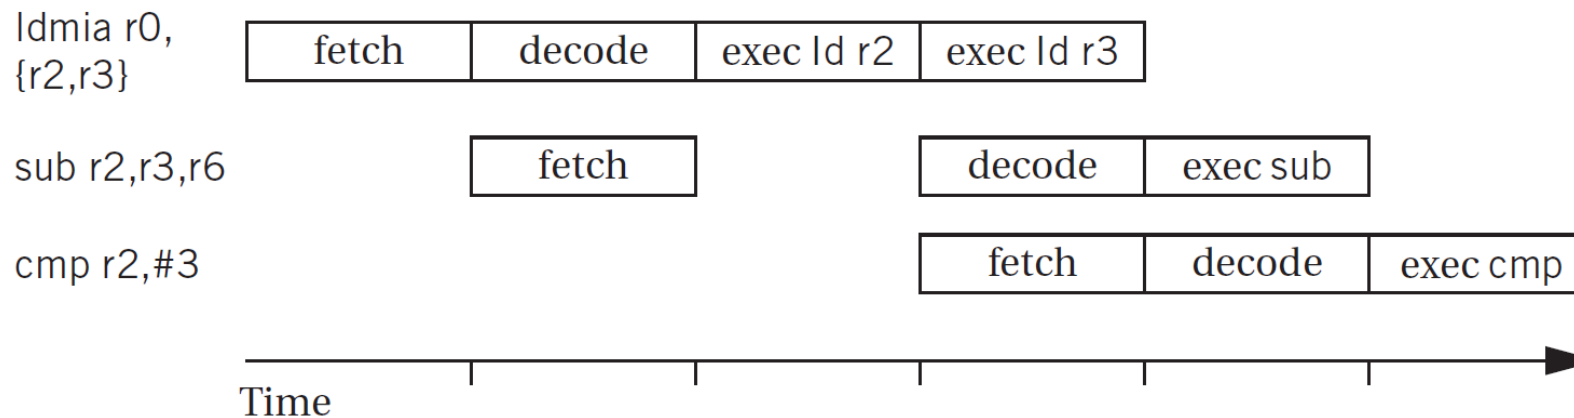 ldmia r0,
{r2,r3}
fetch decode exec ld r2 exec ld r3
sub r2,r3,r6
fetch decode exec sub
cmp r2,#3
fetch decode exec cmp
Time